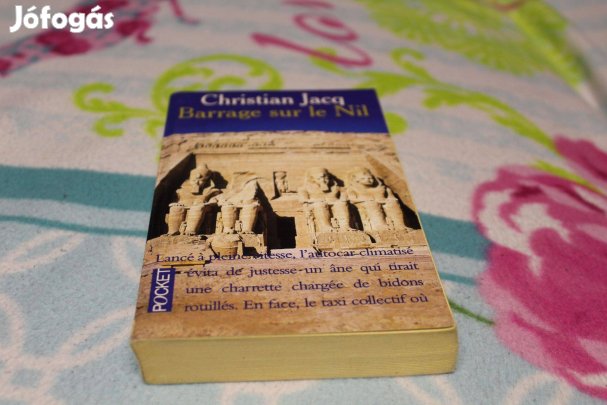 Jófogás
Christian Jacq
Barrage sur le Nil
Lancé à pleine vitesse, l'autocar climatisé
évita de justesse un âne qui tirait
une charrette chargée de bidons
rouillés. En face, le taxi collectif où
POCKET